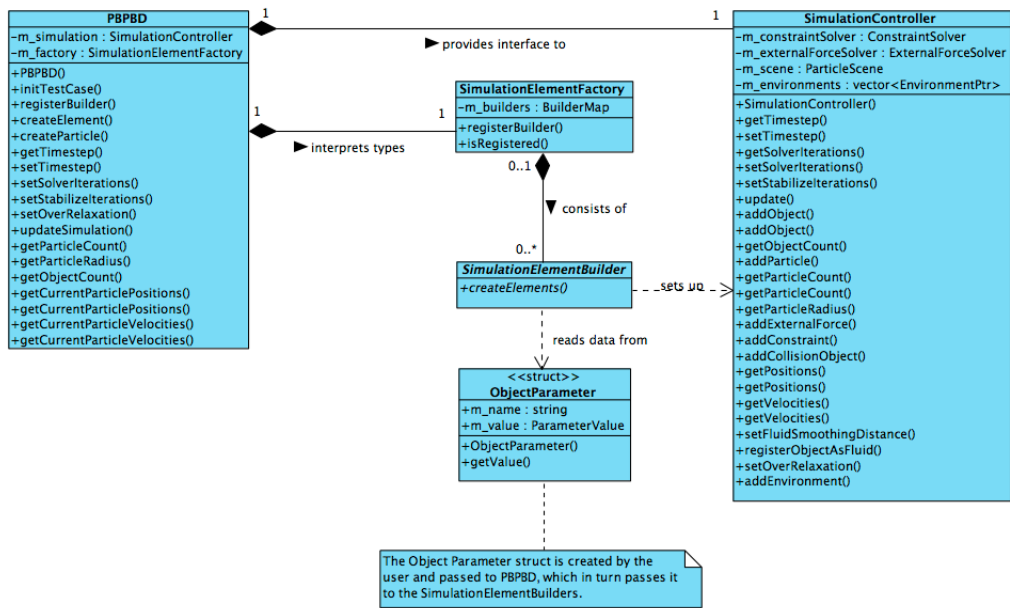 PBPBD
-m_simulation : SimulationController
-m_factory : SimulationElementFactory
+PBPBD()
+initTestCase()
+registerBuilder()
+createElement()
+createParticle()
+getTimestep()
+setTimestep()
+setSolverIterations()
+setStabilizeIterations()
+setOverRelaxation()
+updateSimulation()
+getParticleCount()
+getParticleRadius()
+getObjectCount()
+getCurrentParticlePositions()
+getCurrentParticlePositions()
+getCurrentParticleVelocities()
+getCurrentParticleVelocities()
1
1
provides interface to
1
1
interprets types
SimulationElementFactory
-m_builders : BuilderMap
+registerBuilder()
+isRegistered()
0..1
consists of
0..*
SimulationElementBuilder
+createElements()
sets up
reads data from
<<struct>>
ObjectParameter
+m_name : string
+m_value : ParameterValue
+ObjectParameter()
+getValue()
The Object Parameter struct is created by the
user and passed to PBPBD, which in turn passes it
to the SimulationElementBuilders.
SimulationController
-m_constraintSolver : ConstraintSolver
-m_externalForceSolver : ExternalForceSolver
-m_scene : ParticleScene
-m_environments : vector<EnvironmentPtr>
+SimulationController()
+getTimestep()
+setTimestep()
+getSolverIterations()
+setSolverIterations()
+setStabilizeIterations()
+update()
+addObject()
+addObject()
+getObjectCount()
+addParticle()
+getParticleCount()
+getParticleCount()
+getParticleRadius()
+addExternalForce()
+addConstraint()
+addCollisionObject()
+getPositions()
+getPositions()
+getVelocities()
+getVelocities()
+setFluidSmoothingDistance()
+registerObjectAsFluid()
+setOverRelaxation()
+addEnvironment()